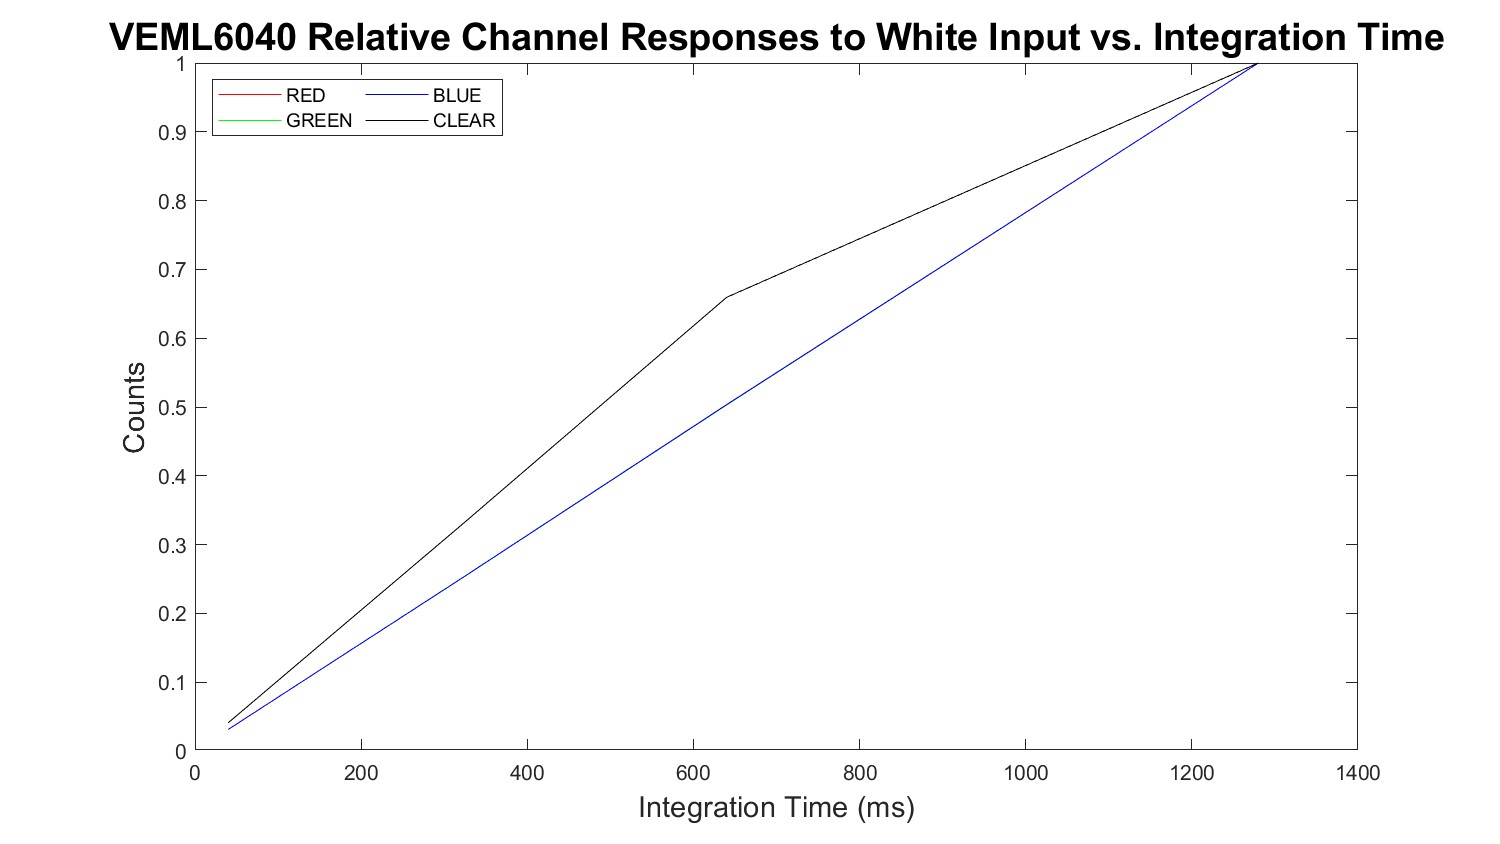 VEML6040 Relative Channel Responses to White Input vs. Integration Time
1
RED BLUE
GREEN CLEAR
0.9
0.8
0.7
0.6
0.5
0.4
0.3
0.2
0.1
0
Counts
0 200 400 600 800 1000 1200 1400
Integration Time (ms)